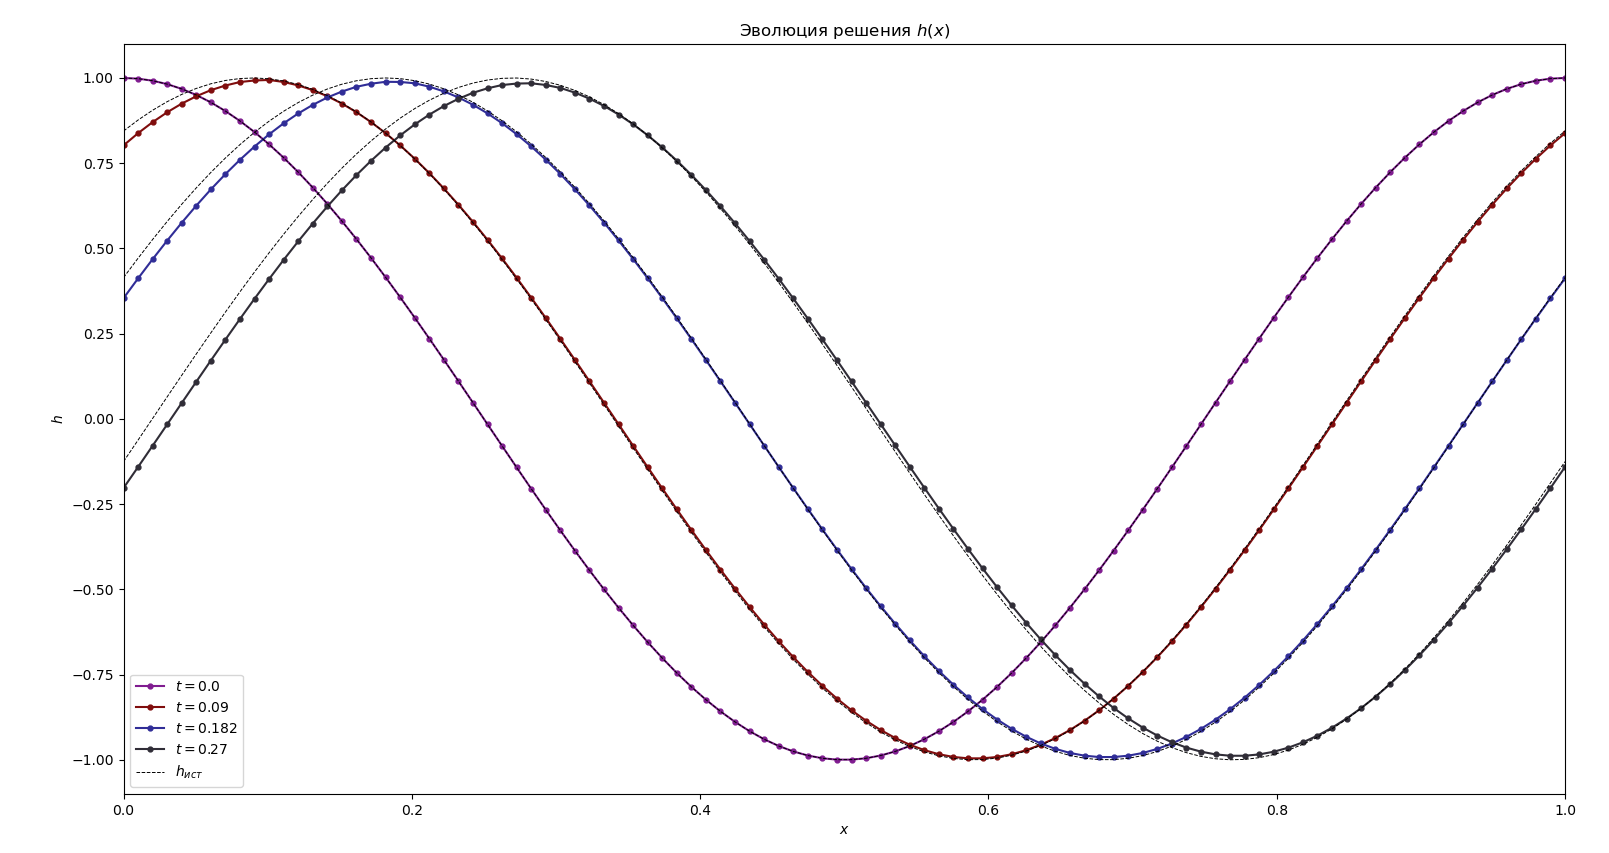 Эволюция решения h(x)
1.00
0.75
0.50
0.25
0.00
−0.25
−0.50
−0.75
−1.00
h
t = 0.0
t = 0.09
t = 0.182
t = 0.27
hист
0.0 0.2 0.4 0.6 0.8 1.0
x